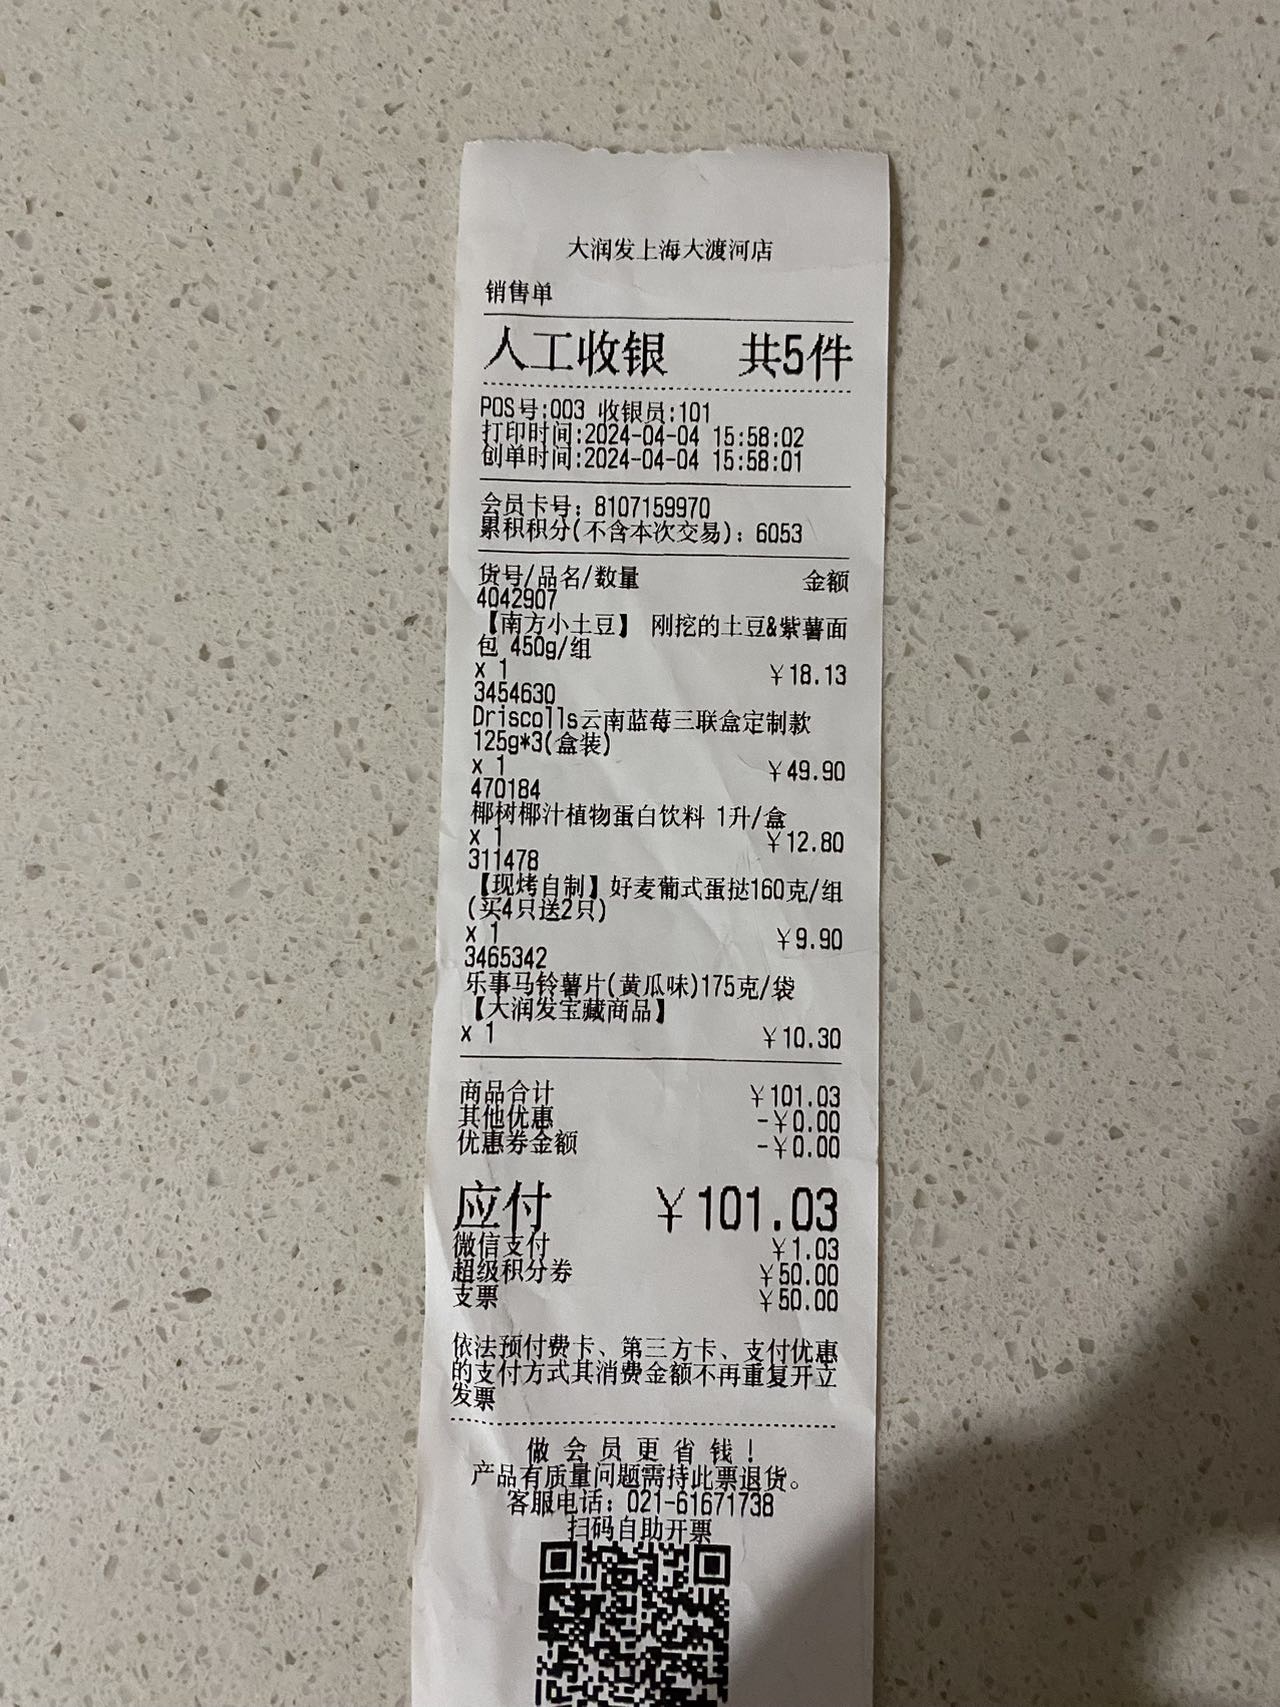 大润发上海大渡河店
销售单
人工收银 共5件
POS号:003 收银员:101
打印时间:2024-04-04 15:58:02
创单时间:2024-04-04 15:58:01
会员卡号：8107159970
累积积分(不含本次交易)：6053
货号/品名/数量 金额
4042907
【南方小土豆】 刚挖的土豆&紫薯面
包 450g/组
x 1 ￥18.13
3454630
Driscolls云南蓝莓三联盒定制款
125g*3(盒装)
x 1 ￥49.90
470184
椰树椰汁植物蛋白饮料 1升/盒
x 1 ￥12.80
311478
【现烤自制】好麦葡式蛋挞160克/组
(买4只送2只)
x 1 ￥9.90
3465342
乐事马铃薯片(黄瓜味)175克/袋
【大润发宝藏商品】
x 1 ￥10.30
商品合计 ￥101.03
其他优惠 -￥0.00
优惠券金额 -￥0.00
应付 ￥101.03
微信支付 ￥1.03
超级积分券 ￥50.00
支票 ￥50.00
依法预付费卡、第三方卡、支付优惠
的支付方式其消费金额不再重复开立
发票
做会员更省钱！
产品有质量问题需持此票退货。
客服电话：021-61671738
扫码自助开票